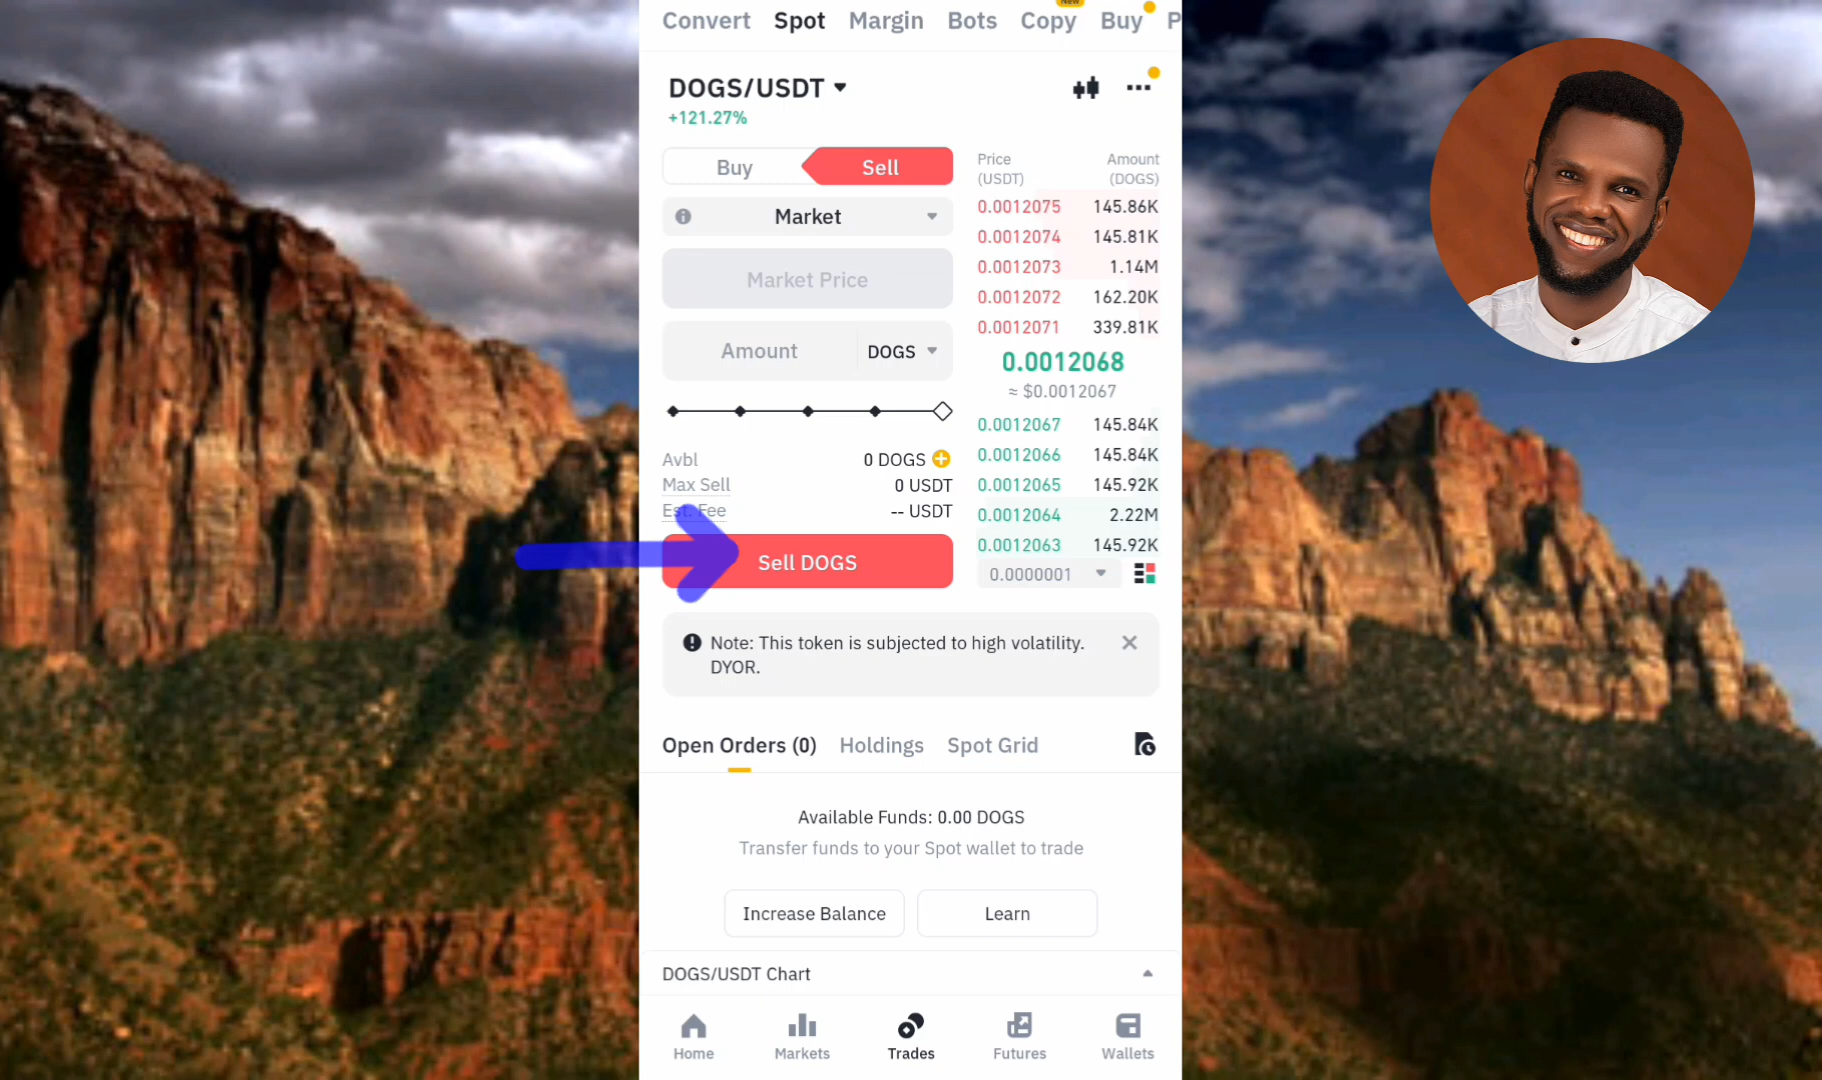 Convert Spot Margin Bots Copy Buy P
New
DOGS/USDT
+121.27%
Buy Sell
Market
Market Price
Amount DOGS
Avbl 0 DOGS
Max Sell 0 USDT
Est. Fee -- USDT
Sell DOGS
Price Amount
(USDT) (DOGS)
0.0012075 145.86K
0.0012074 145.81K
0.0012073 1.14M
0.0012072 162.20K
0.0012071 339.81K
0.0012068
≈ $0.0012067
0.0012067 145.84K
0.0012066 145.84K
0.0012065 145.92K
0.0012064 2.22M
0.0012063 145.92K
0.0000001
Note: This token is subjected to high volatility.
DYOR.
Open Orders (0) Holdings Spot Grid
Available Funds: 0.00 DOGS
Transfer funds to your Spot wallet to trade
Increase Balance Learn
DOGS/USDT Chart
Home Markets Trades Futures Wallets